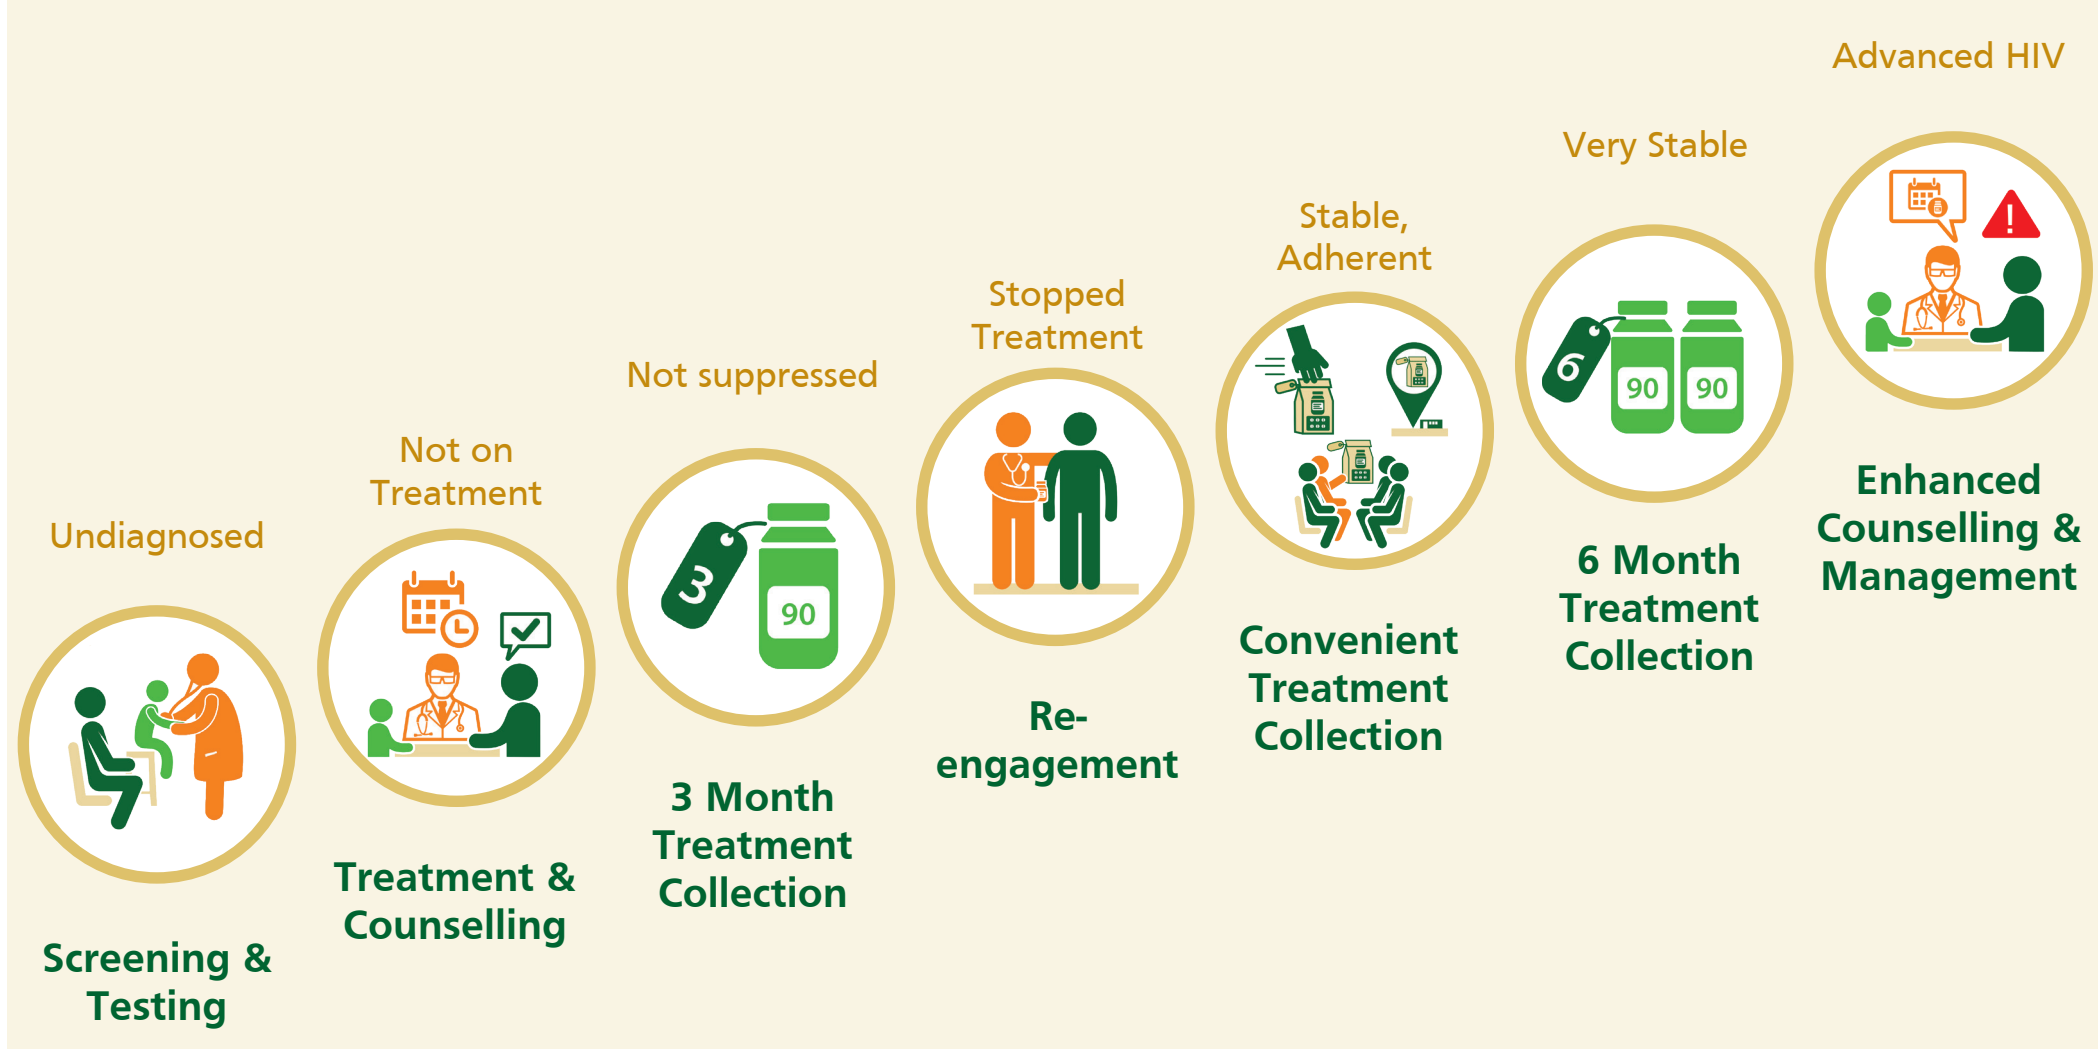 Undiagnosed
Screening &
Testing
Not on
Treatment
Treatment &
Counselling
Not suppressed
3
90
3 Month
Treatment
Collection
Stopped
Treatment
Re-
engagement
Stable,
Adherent
Convenient
Treatment
Collection
Very Stable
6
90 90
6 Month
Treatment
Collection
Advanced HIV
!
Enhanced
Counselling &
Management